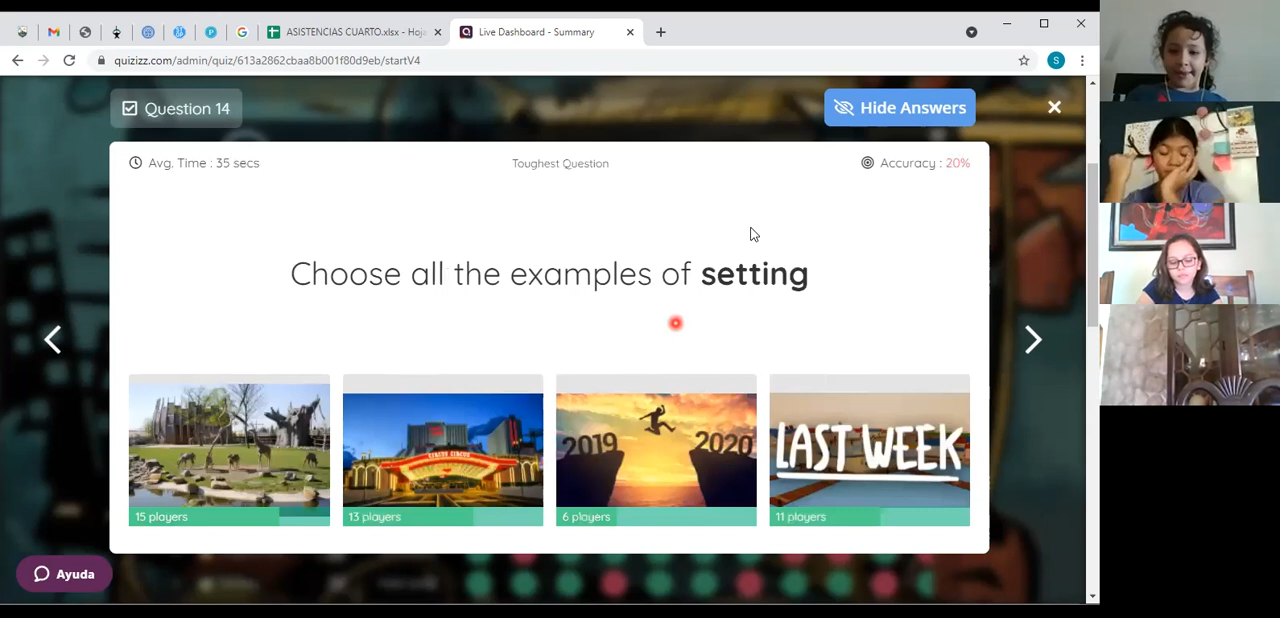 ASISTENCIAS CUARTO.xlsx - Hoja
Live Dashboard - Summary
quizizz.com/admin/quiz/613a2862cbaa8b001f80d9eb/startV4
S
Question 14
Hide Answers
Avg. Time : 35 secs
Toughest Question
Accuracy : 20%
Choose all the examples of setting
CIRCUS CIRCUS
2019 2020
LAST WEEK
15 players
13 players
6 players
11 players
Ayuda